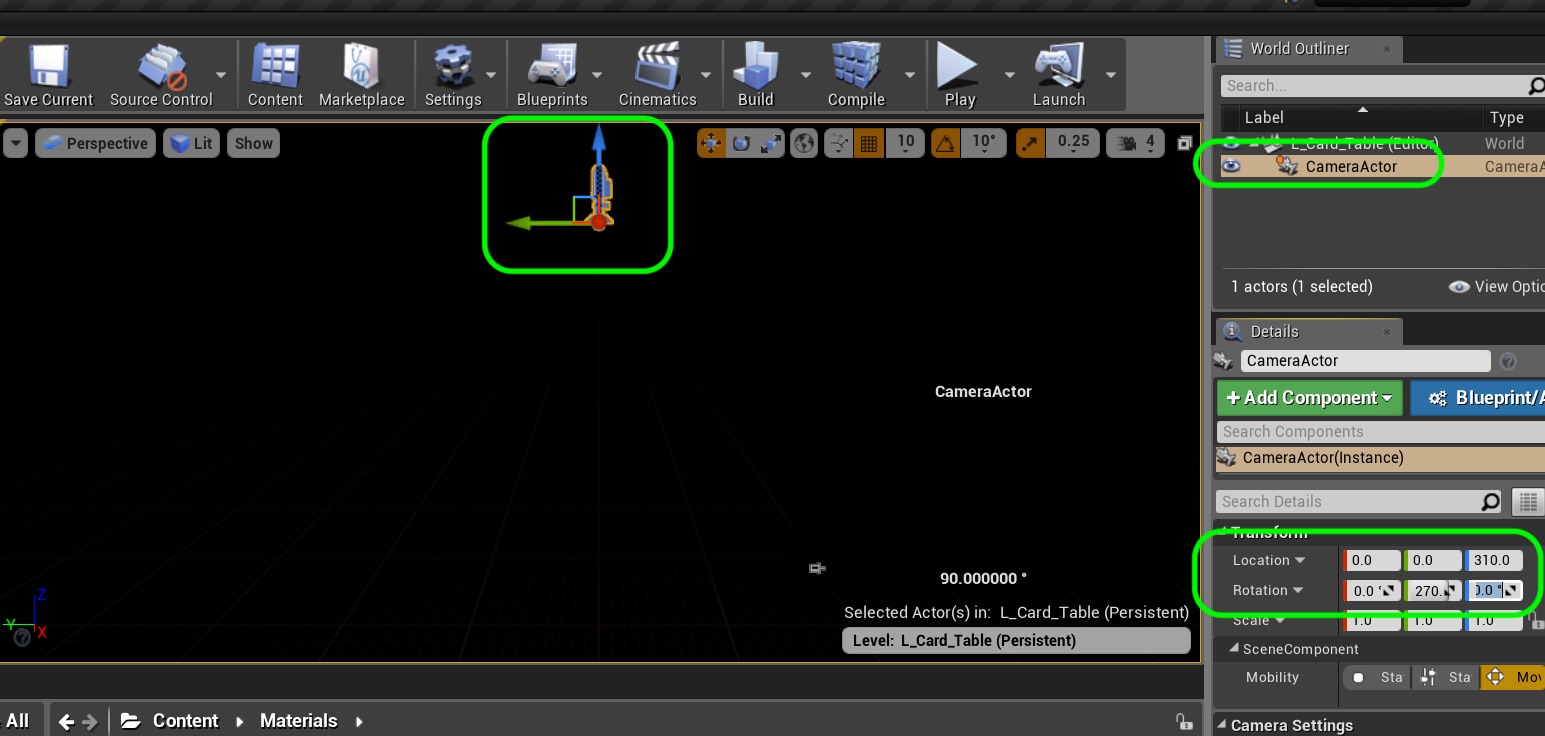 Save Current Source Control Content Marketplace Settings Blueprints Cinematics Build Compile Play Launch
Perspective Lit Show 10 10° 0.25 4
CameraActor
90.000000 °
Selected Actor(s) in: L_Card_Table (Persistent)
Level: L_Card_Table (Persistent)
Z
Y
X
All Content Materials
World Outliner
Search...
Label Type
L_Card_Table (Editor) World
CameraActor CameraA
1 actors (1 selected) View Optio
Details
CameraActor
+ Add Component Blueprint/A
Search Components
CameraActor(Instance)
Search Details
Transform
Location 0.0 0.0 310.0
Rotation 0.0 ° 270. 0.0 °
Scale 1.0 1.0 1.0
SceneComponent
Mobility Sta Sta Mov
Camera Settings